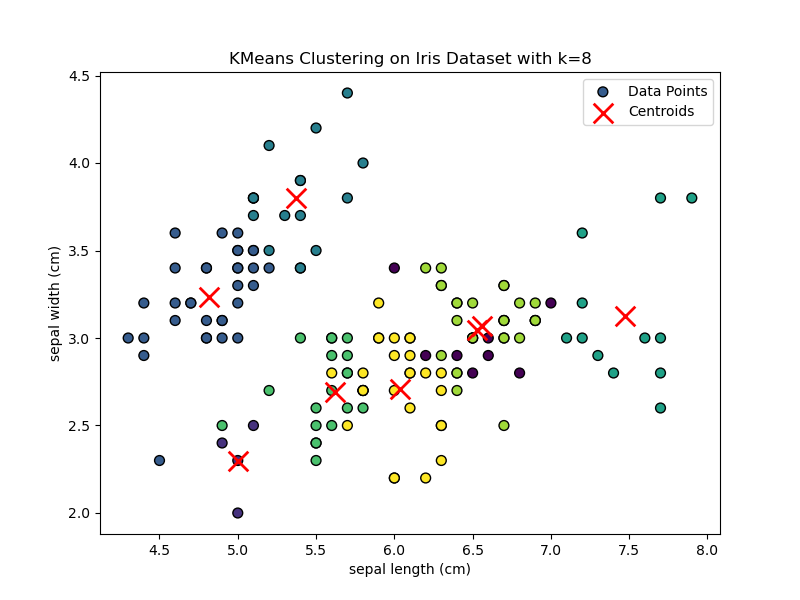 KMeans Clustering on Iris Dataset with k=8
Data Points
Centroids
4.5
4.0
3.5
3.0
2.5
2.0
sepal width (cm)
4.5 5.0 5.5 6.0 6.5 7.0 7.5 8.0
sepal length (cm)